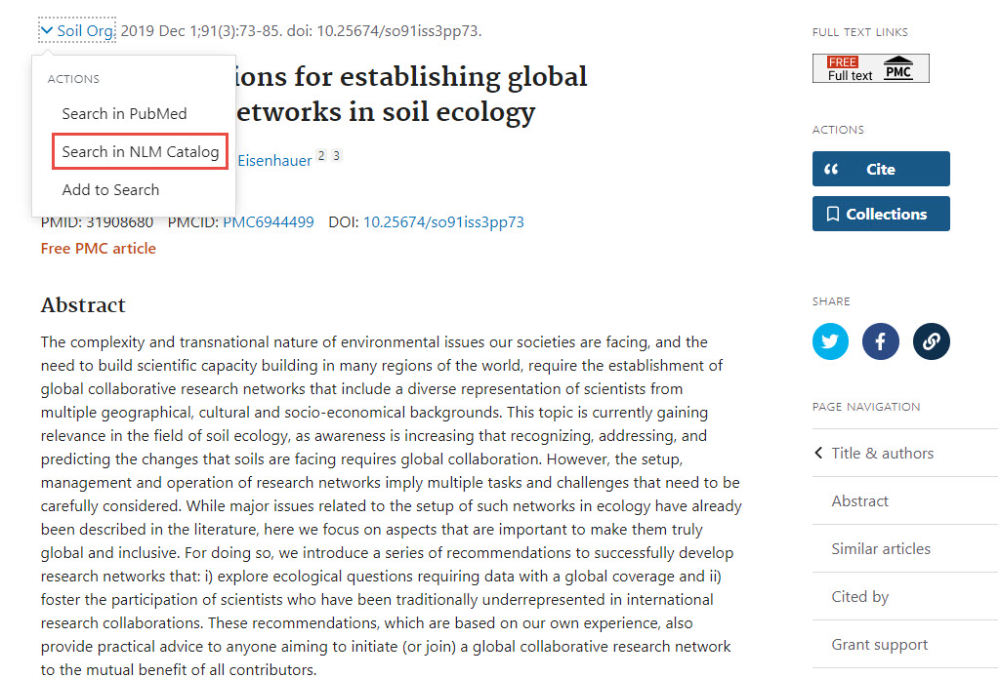 Soil Org 2019 Dec 1;91(3):73-85. doi: 10.25674/so91iss3pp73.
ions for establishing global
etworks in soil ecology
Eisenhauer 2 3
ACTIONS
Search in PubMed
Search in NLM Catalog
Add to Search
PMID: 31908680 PMCID: PMC6944499 DOI: 10.25674/so91iss3pp73
Free PMC article
Abstract
The complexity and transnational nature of environmental issues our societies are facing, and the
need to build scientific capacity building in many regions of the world, require the establishment of
global collaborative research networks that include a diverse representation of scientists from
multiple geographical, cultural and socio-economical backgrounds. This topic is currently gaining
relevance in the field of soil ecology, as awareness is increasing that recognizing, addressing, and
predicting the changes that soils are facing requires global collaboration. However, the setup,
management and operation of research networks imply multiple tasks and challenges that need to be
carefully considered. While major issues related to the setup of such networks in ecology have already
been described in the literature, here we focus on aspects that are important to make them truly
global and inclusive. For doing so, we introduce a series of recommendations to successfully develop
research networks that: i) explore ecological questions requiring data with a global coverage and ii)
foster the participation of scientists who have been traditionally underrepresented in international
research collaborations. These recommendations, which are based on our own experience, also
provide practical advice to anyone aiming to initiate (or join) a global collaborative research network
to the mutual benefit of all contributors.
FULL TEXT LINKS
FREE
Full text PMC
ACTIONS
Cite
Collections
SHARE
PAGE NAVIGATION
Title & authors
Abstract
Similar articles
Cited by
Grant support